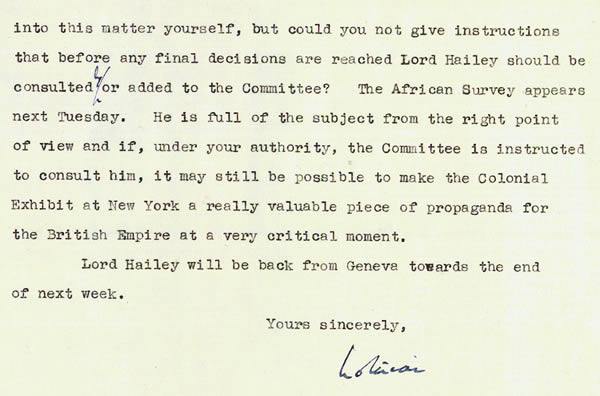 into this matter yourself, but could you not give instructions
that before any final decisions are reached Lord Hailey should be
consulted/or added to the Committee? The African Survey appears
next Tuesday. He is full of the subject from the right point
of view and if, under your authority, the Committee is instructed
to consult him, it may still be possible to make the Colonial
Exhibit at New York a really valuable piece of propaganda for
the British Empire at a very critical moment.
Lord Hailey will be back from Geneva towards the end
of next week.
Yours sincerely,
Lothian